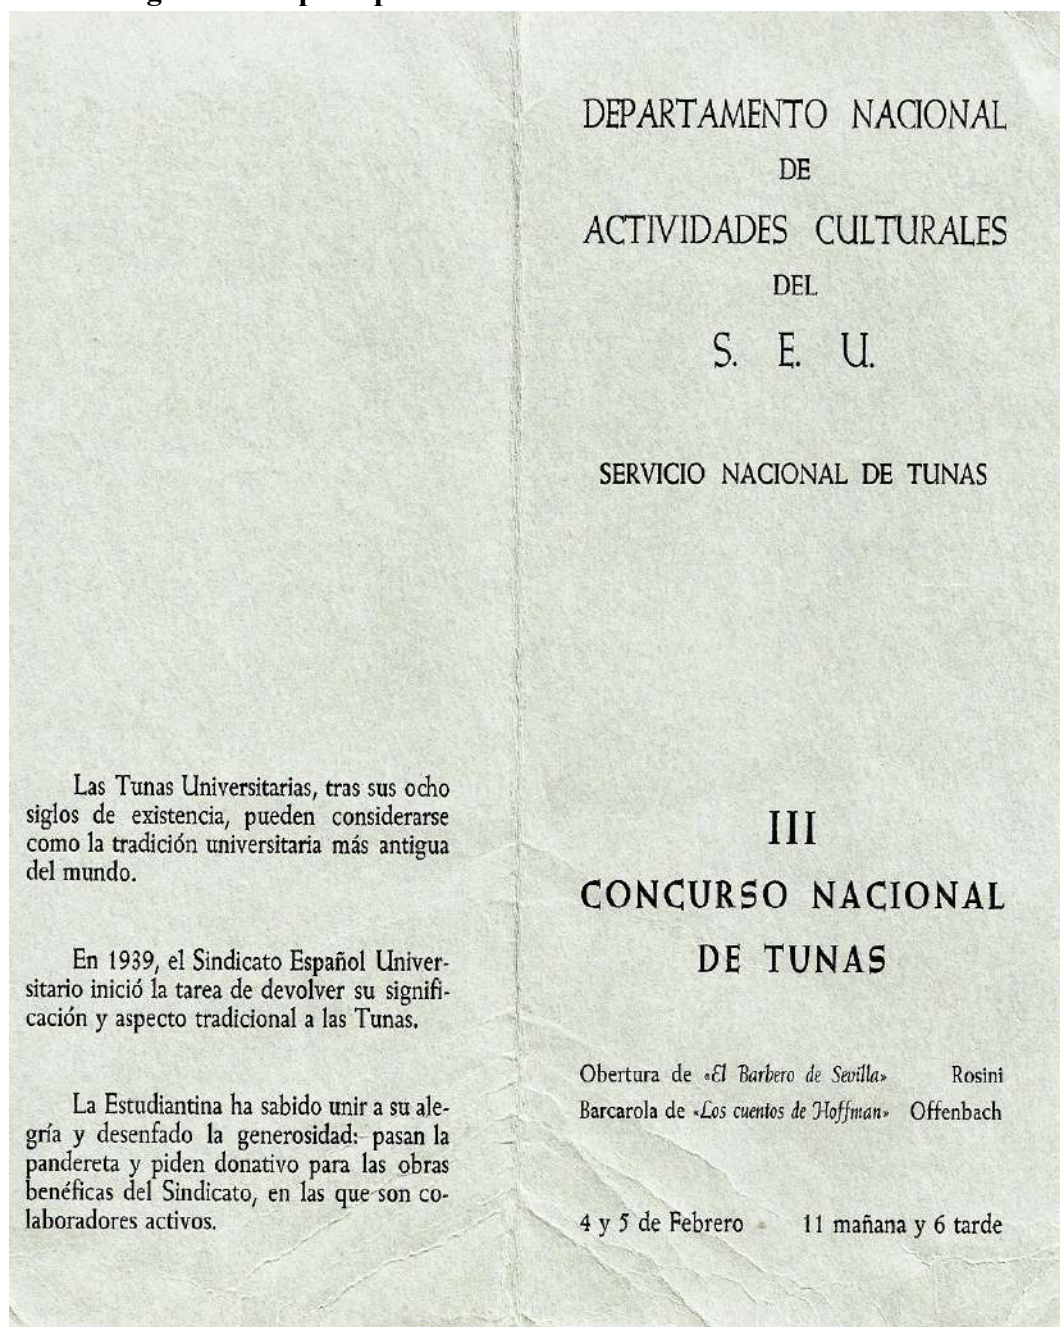 Las Tunas Universitarias, tras sus ocho
siglos de existencia, pueden considerarse
como la tradición universitaria más antigua
del mundo.
En 1939, el Sindicato Español Univer-
sitario inició la tarea de devolver su signifi-
cación y aspecto tradicional a las Tunas.
La Estudiantina ha sabido unir a su ale-
gría y desenfado la generosidad: pasan la
pandereta y piden donativo para las obras
benéficas del Sindicato, en las que son co-
laboradores activos.
DEPARTAMENTO NACIONAL
DE
ACTIVIDADES CULTURALES
DEL
S. E. U.
SERVICIO NACIONAL DE TUNAS
III
CONCURSO NACIONAL
DE TUNAS
Obertura de «El Barbero de Sevilla» Rosini
Barcarola de «Los cuentos de Hoffman» Offenbach
4 y 5 de Febrero 11 mañana y 6 tarde